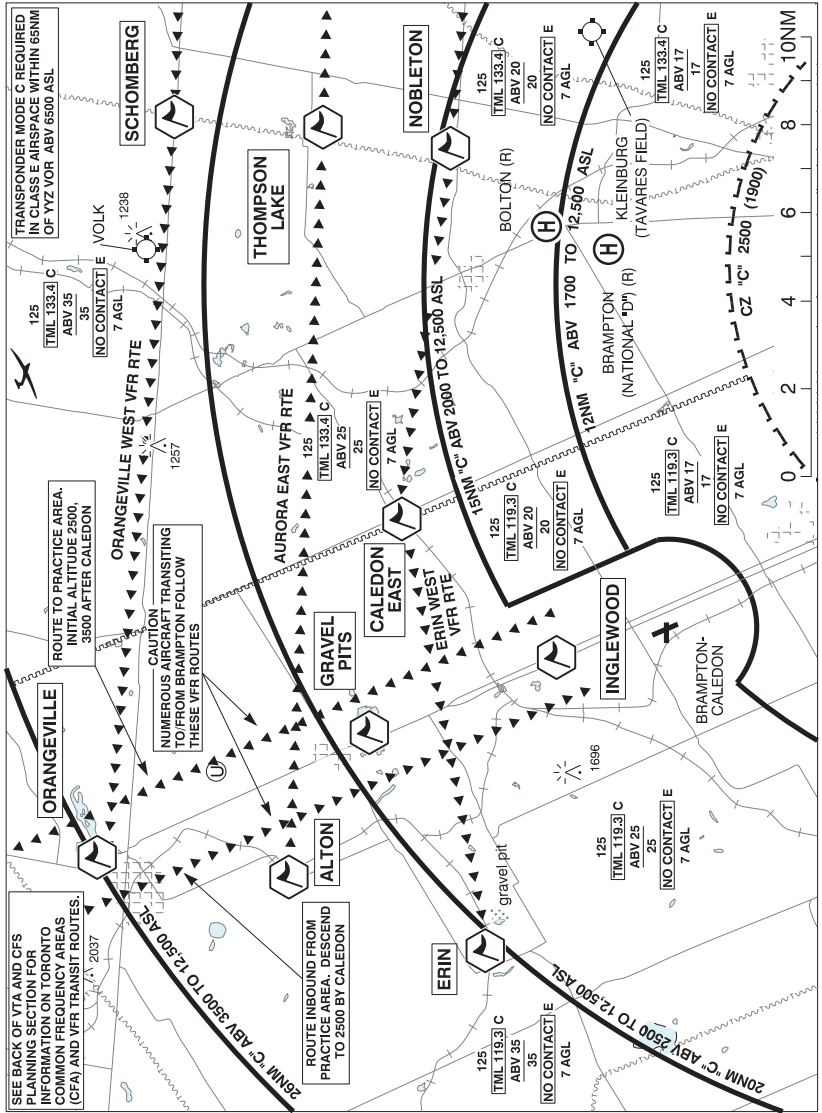 SEE BACK OF VTA AND CFS
PLANNING SECTION FOR
INFORMATION ON TORONTO
COMMON FREQUENCY AREAS
(CFA) AND VFR TRANSIT ROUTES.
2037
ORANGEVILLE
ROUTE TO PRACTICE AREA.
INITIAL ALTITUDE 2500,
3500 AFTER CALEDON
ORANGEVILLE WEST VFR RTE
1257
125
TML 133.4 C
ABV 35
35
NO CONTACT E
7 AGL
VOLK
1238
SCHOMBERG
TRANSPONDER MODE C REQUIRED
IN CLASS E AIRSPACE WITHIN 65NM
OF YYZ VOR ABV 6500 ASL
CAUTION
NUMEROUS AIRCRAFT TRANSITING
TO/FROM BRAMPTON FOLLOW
THESE VFR ROUTES
U
26NM "C" ABV 3500 TO 12,500 ASL
ROUTE INBOUND FROM
PRACTICE AREA. DESCEND
TO 2500 BY CALEDON
ALTON
GRAVEL
PITS
AURORA EAST VFR RTE
125
TML 133.4 C
ABV 25
25
NO CONTACT E
7 AGL
THOMPSON
LAKE
CALEDON
EAST
ERIN WEST
VFR RTE
NOBLETON
15NM "C" ABV 2000 TO 12,500 ASL
125
TML 133.4 C
ABV 20
20
NO CONTACT E
7 AGL
BOLTON (R)
H
ERIN
gravel pit
125
TML 119.3 C
ABV 35
35
NO CONTACT E
7 AGL
20NM "C" ABV 2500 TO 12,500 ASL
1696
125
TML 119.3 C
ABV 25
25
NO CONTACT E
7 AGL
INGLEWOOD
BRAMPTON-
CALEDON
125
TML 119.3 C
ABV 20
20
NO CONTACT E
7 AGL
12NM "C" ABV 1700 TO 12,500 ASL
H
BRAMPTON
(NATIONAL "D") (R)
KLEINBURG
(TAVARES FIELD)
125
TML 119.3 C
ABV 17
17
NO CONTACT E
7 AGL
125
TML 133.4 C
ABV 17
17
NO CONTACT E
7 AGL
CZ "C" 2500 (1900)
0 2 4 6 8 10NM